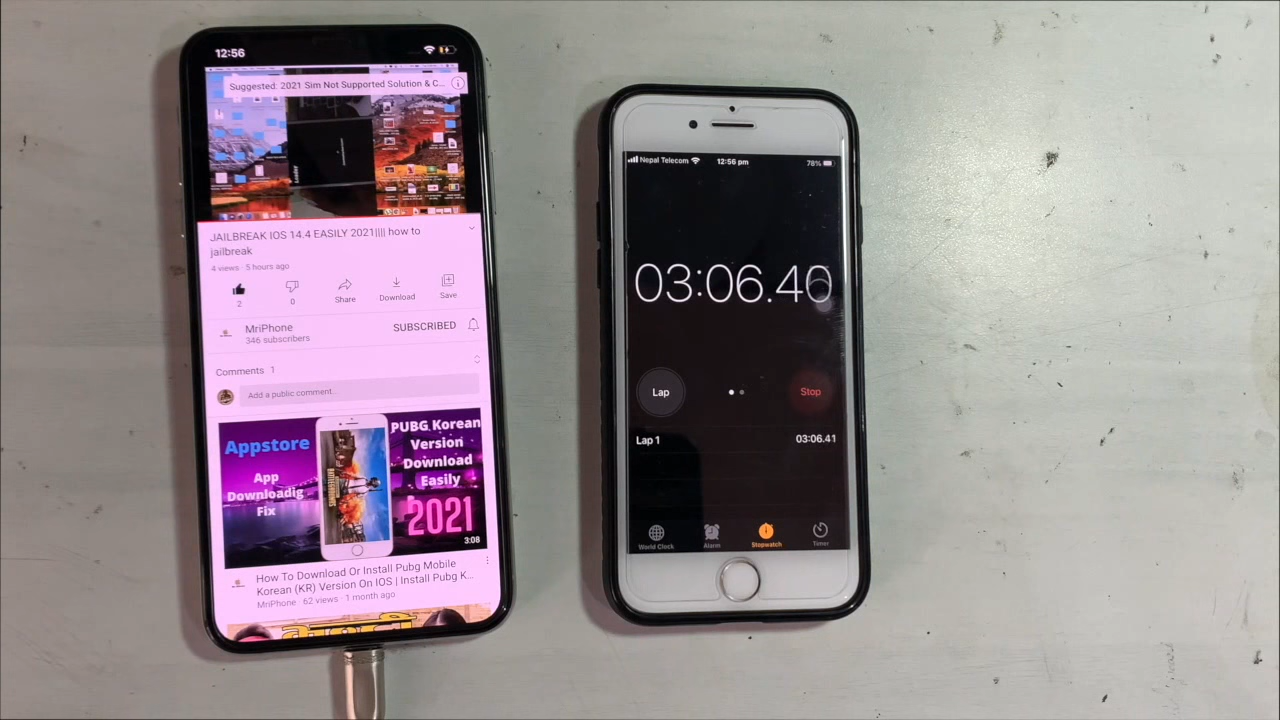 12:56
Suggested: 2021 Sim Not Supported Solution & C...
JAILBREAK IOS 14.4 EASILY 2021|||| how to
jailbreak
4 views · 5 hours ago
2
0
Share
Download
Save
MriPhone
346 subscribers
SUBSCRIBED
Comments 1
Add a public comment...
Appstore
App
Downloadig
Fix
PUBG Korean
Version
Download
Easily
2021
3:08
How To Download Or Install Pubg Mobile
Korean (KR) Version On IOS | Install Pubg K...
MriPhone · 62 views · 1 month ago
Nepal Telecom
12:56 pm
78%
03:06.40
Lap
Stop
Lap 1
03:06.41
World Clock
Alarm
Stopwatch
Timer